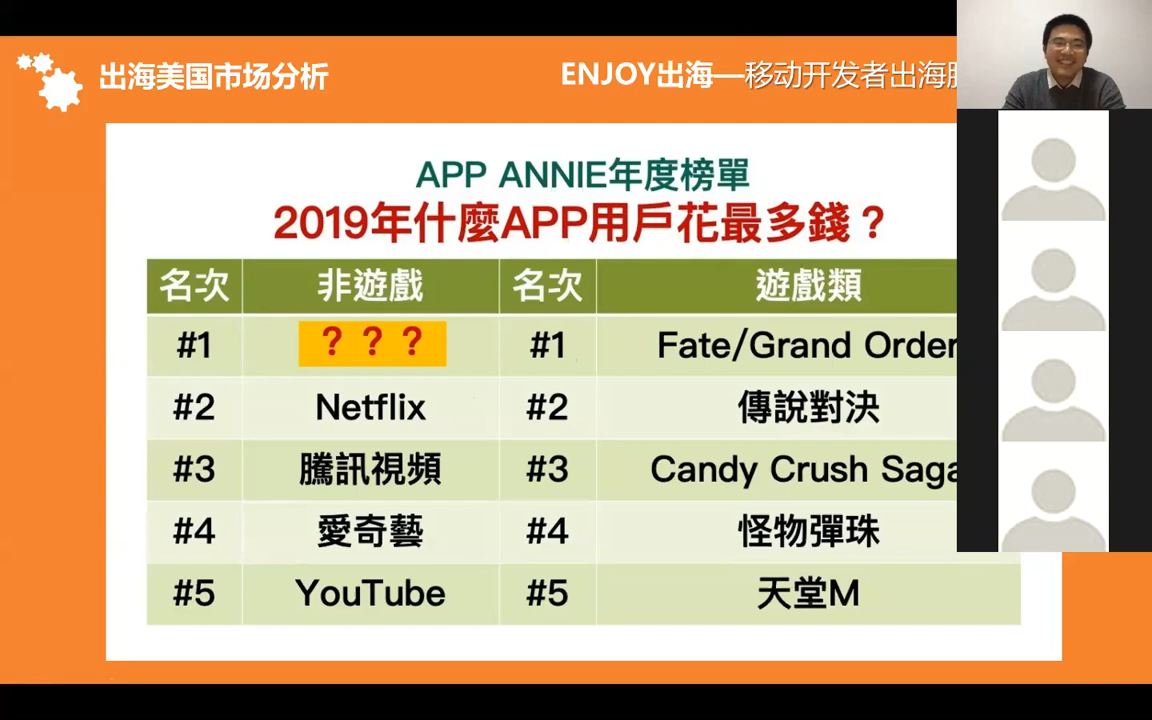 出海美国市场分析
ENJOY出海—移动开发者出海
APP ANNIE年度榜單
2019年什麼APP用戶花最多錢？
名次 非遊戲 名次 遊戲類
#1 ？？？ #1 Fate/Grand Order
#2 Netflix #2 傳說對決
#3 騰訊視頻 #3 Candy Crush Saga
#4 愛奇藝 #4 怪物彈珠
#5 YouTube #5 天堂M